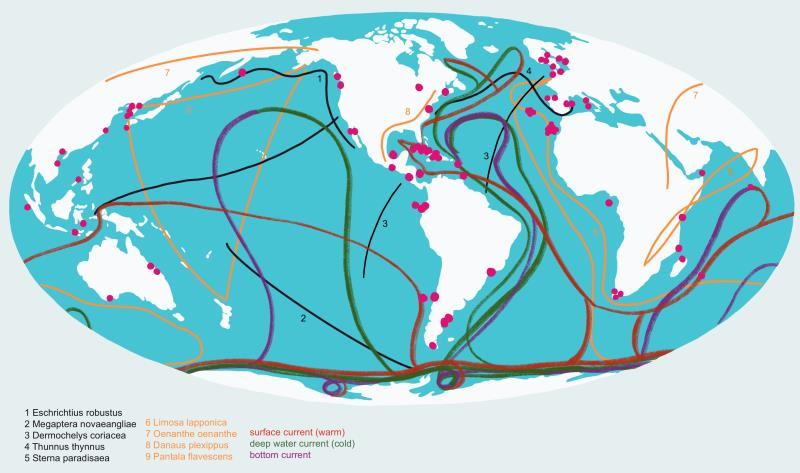 4
7
1
7
8
3
3
2
1 Eschrichtius robustus
2 Megaptera novaeangliae
3 Dermochelys coriacea
4 Thunnus thynnus
5 Sterna paradisaea
6 Limosa lapponica
7 Oenanthe oenanthe
8 Danaus plexippus
9 Pantala flavescens
surface current (warm)
deep water current (cold)
bottom current